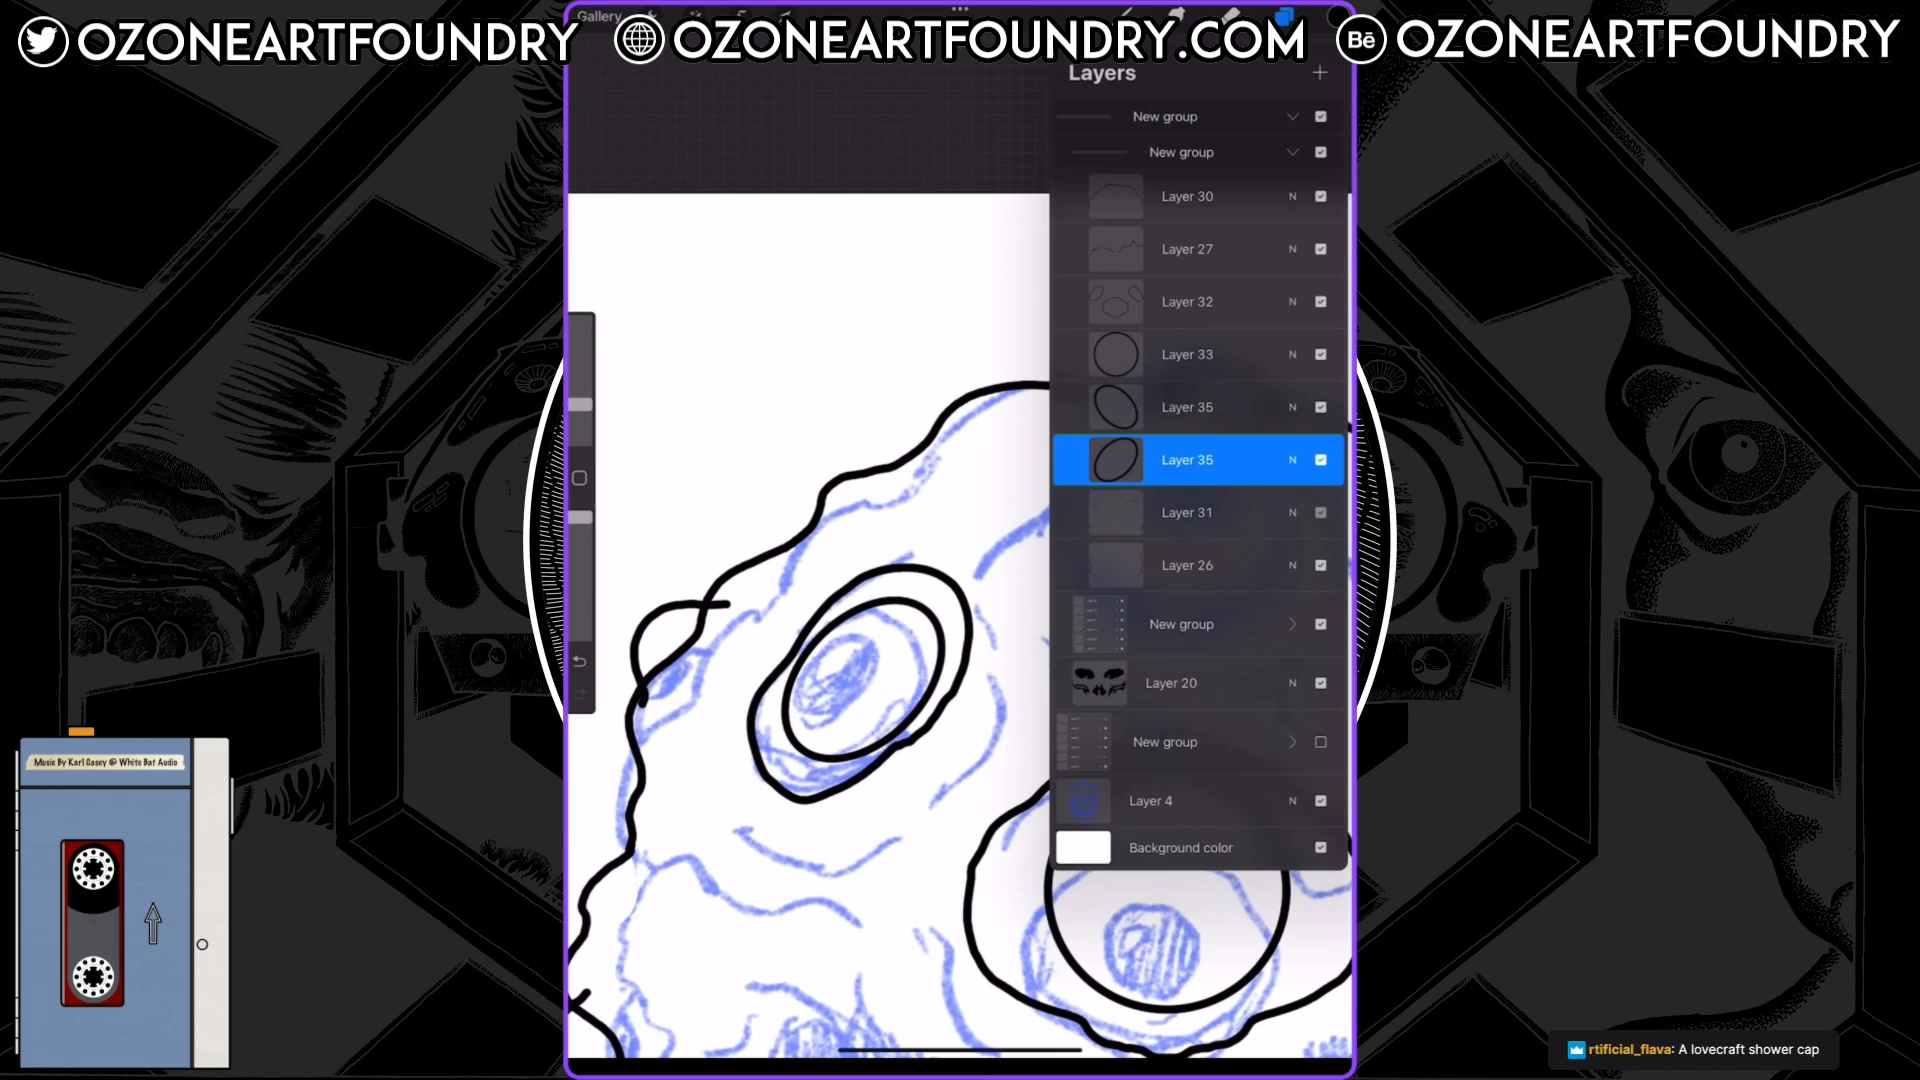 OZONEARTFOUNDRY
OZONEARTFOUNDRY.COM
Bē OZONEARTFOUNDRY
Gallery
Layers
New group
New group
Layer 30 N
Layer 27 N
Layer 32 N
Layer 33 N
Layer 35 N
Layer 35 N
Layer 31 N
Layer 26 N
New group
Layer 20 N
New group
Layer 4 N
Background color
Music By Karl Casey @ White Bat Audio
rtificial_flava: A lovecraft shower cap